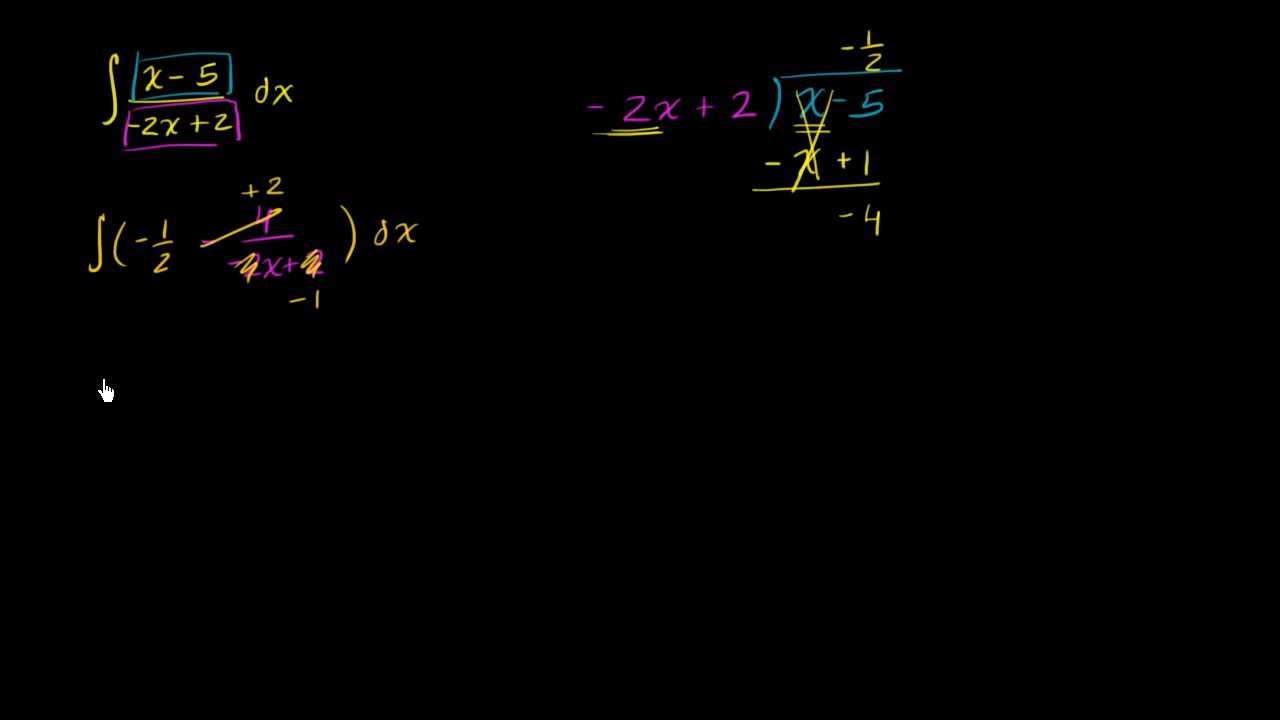 ∫ (x − 5)/(−2x + 2) dx
+2
∫ ( −1/2 − 4/(−2x + 2) ) dx
−1
−1/2
−2x + 2 ) x − 5
−x + 1
−4